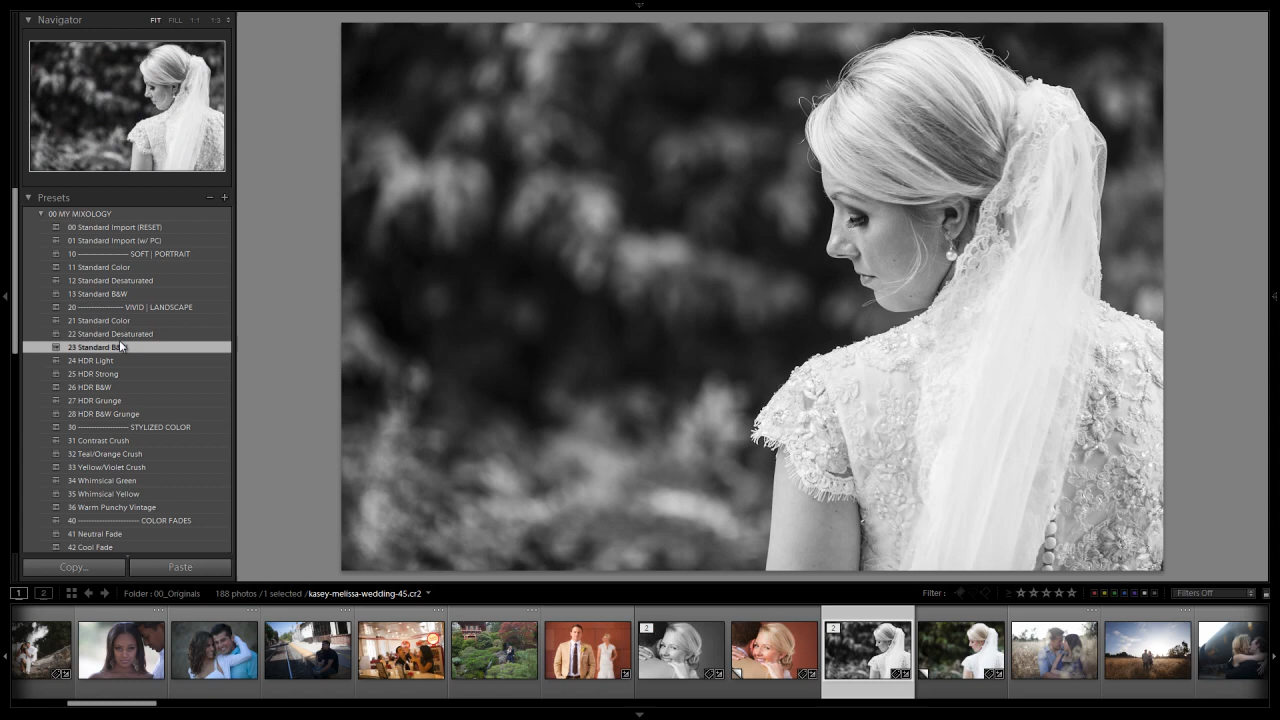 Navigator FIT FILL 1:1 1:3
Presets
00 MY MIXOLOGY
00 Standard Import (RESET)
01 Standard Import (w/ PC)
10 ---------------- SOFT | PORTRAIT
11 Standard Color
12 Standard Desaturated
13 Standard B&W
20 --------------- VIVID | LANDSCAPE
21 Standard Color
22 Standard Desaturated
23 Standard
24 HDR Light
25 HDR Strong
26 HDR B&W
27 HDR Grunge
28 HDR B&W Grunge
30 ---------------- STYLIZED COLOR
31 Contrast Crush
32 Teal/Orange Crush
33 Yellow/Violet Crush
34 Whimsical Green
35 Whimsical Yellow
36 Warm Punchy Vintage
40 ------------------- COLOR FADES
41 Neutral Fade
42 Cool Fade
Copy... Paste
1 2 Folder : 00_Originals 188 photos /1 selected /kasey-melissa-wedding-45.cr2 Filter : Filters Off
2 2